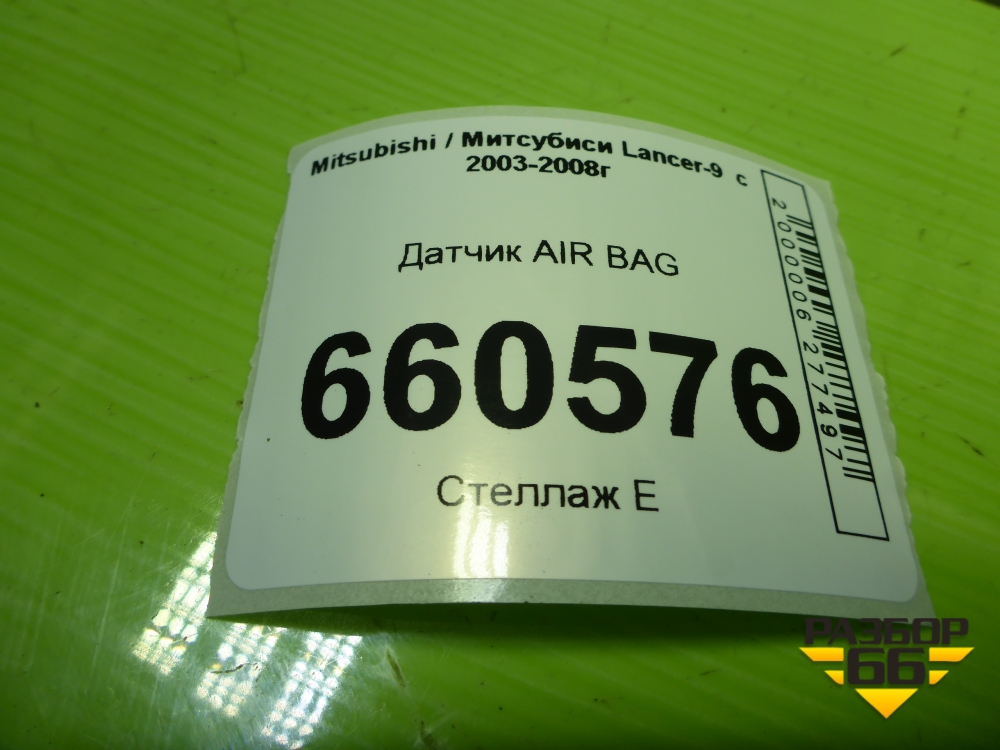 Mitsubishi / Митсубиси Lancer-9 с
2003-2008г
Датчик AIR BAG
660576
Стеллаж Е
2000006277497
РАЗБОР
66